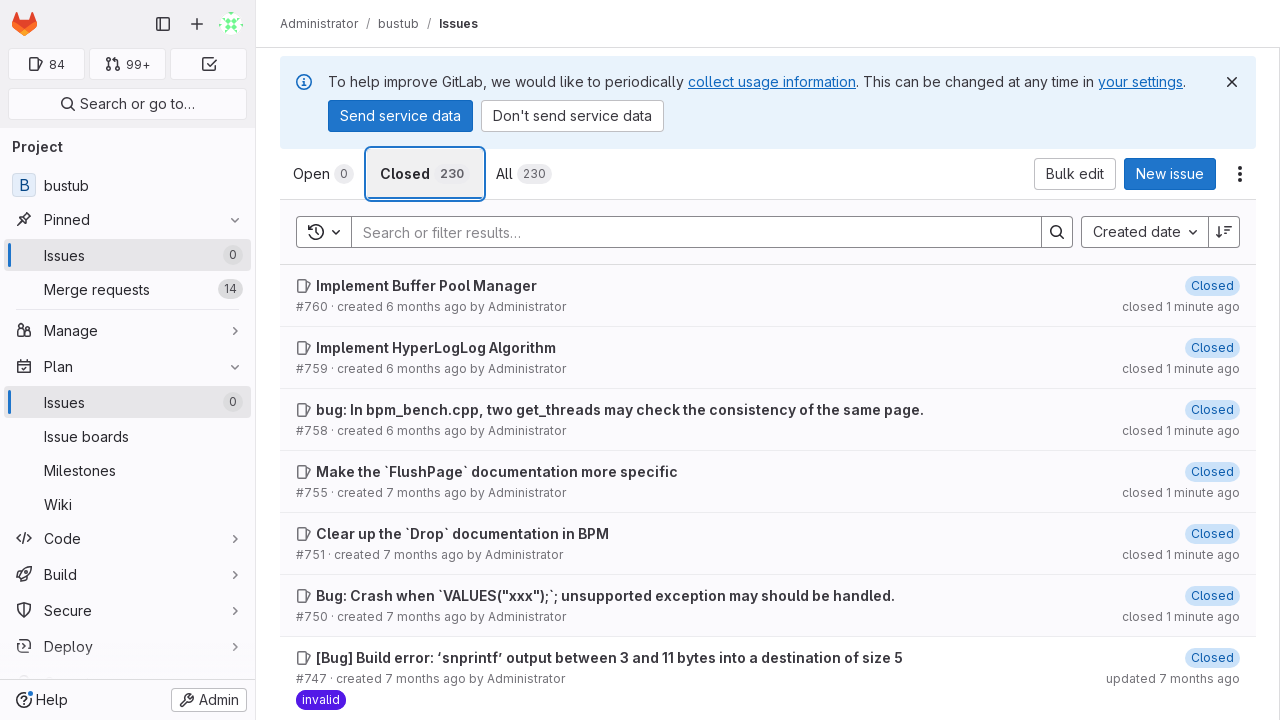 Administrator / bustub / Issues
84
99+
Search or go to…
Project
B bustub
Pinned
Issues 0
Merge requests 14
Manage
Plan
Issues 0
Issue boards
Milestones
Wiki
Code
Build
Secure
Deploy
Help
Admin
To help improve GitLab, we would like to periodically collect usage information. This can be changed at any time in your settings.
Send service data
Don't send service data
Open 0
Closed 230
All 230
Bulk edit
New issue
Search or filter results…
Created date
Implement Buffer Pool Manager
Closed
#760 · created 6 months ago by Administrator
closed 1 minute ago
Implement HyperLogLog Algorithm
Closed
#759 · created 6 months ago by Administrator
closed 1 minute ago
bug: In bpm_bench.cpp, two get_threads may check the consistency of the same page.
Closed
#758 · created 6 months ago by Administrator
closed 1 minute ago
Make the `FlushPage` documentation more specific
Closed
#755 · created 7 months ago by Administrator
closed 1 minute ago
Clear up the `Drop` documentation in BPM
Closed
#751 · created 7 months ago by Administrator
closed 1 minute ago
Bug: Crash when `VALUES("xxx");`; unsupported exception may should be handled.
Closed
#750 · created 7 months ago by Administrator
closed 1 minute ago
[Bug] Build error: ‘snprintf’ output between 3 and 11 bytes into a destination of size 5
Closed
#747 · created 7 months ago by Administrator
updated 7 months ago
invalid